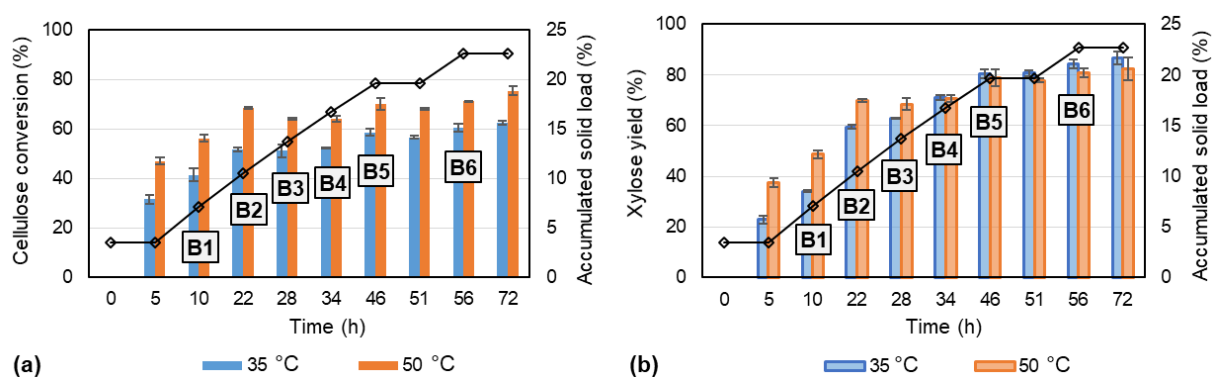 Cellulose conversion (%)
100
80
60
40
20
0
Accumulated solid load (%)
25
20
15
10
5
0
B1
B2
B3
B4
B5
B6
0 5 10 22 28 34 46 51 56 72
Time (h)
(a)
35 °C 50 °C
Xylose yield (%)
100
80
60
40
20
0
Accumulated solid load (%)
25
20
15
10
5
0
B1
B2
B3
B4
B5
B6
0 5 10 22 28 34 46 51 56 72
Time (h)
(b)
35 °C 50 °C